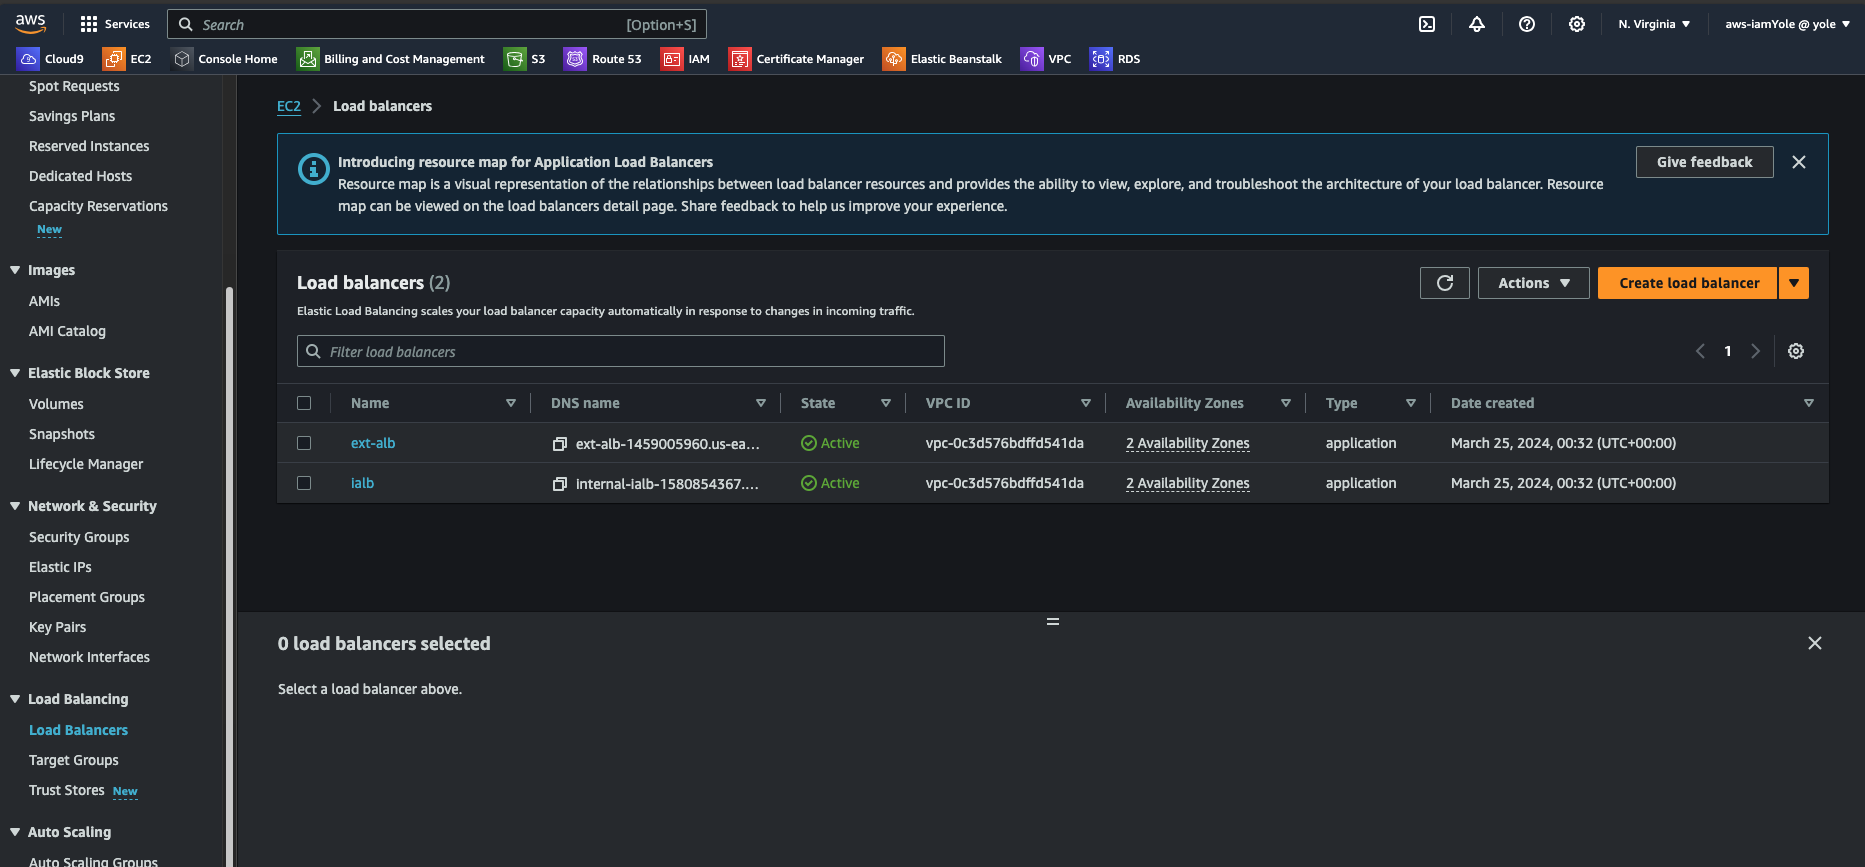 aws
Services
Search
[Option+S]
N. Virginia
aws-iamYole @ yole
Cloud9
EC2
Console Home
Billing and Cost Management
S3
Route 53
IAM
Certificate Manager
Elastic Beanstalk
VPC
RDS
Spot Requests
Savings Plans
Reserved Instances
Dedicated Hosts
Capacity Reservations
New
Images
AMIs
AMI Catalog
Elastic Block Store
Volumes
Snapshots
Lifecycle Manager
Network & Security
Security Groups
Elastic IPs
Placement Groups
Key Pairs
Network Interfaces
Load Balancing
Load Balancers
Target Groups
Trust Stores New
Auto Scaling
Auto Scaling Groups
EC2 Load balancers
Introducing resource map for Application Load Balancers
Resource map is a visual representation of the relationships between load balancer resources and provides the ability to view, explore, and troubleshoot the architecture of your load balancer. Resource
map can be viewed on the load balancers detail page. Share feedback to help us improve your experience.
Give feedback
Load balancers (2)
Elastic Load Balancing scales your load balancer capacity automatically in response to changes in incoming traffic.
Actions
Create load balancer
Filter load balancers
1
Name DNS name State VPC ID Availability Zones Type Date created
ext-alb ext-alb-1459005960.us-ea... Active vpc-0c3d576bdffd541da 2 Availability Zones application March 25, 2024, 00:32 (UTC+00:00)
ialb internal-ialb-1580854367.... Active vpc-0c3d576bdffd541da 2 Availability Zones application March 25, 2024, 00:32 (UTC+00:00)
0 load balancers selected
Select a load balancer above.